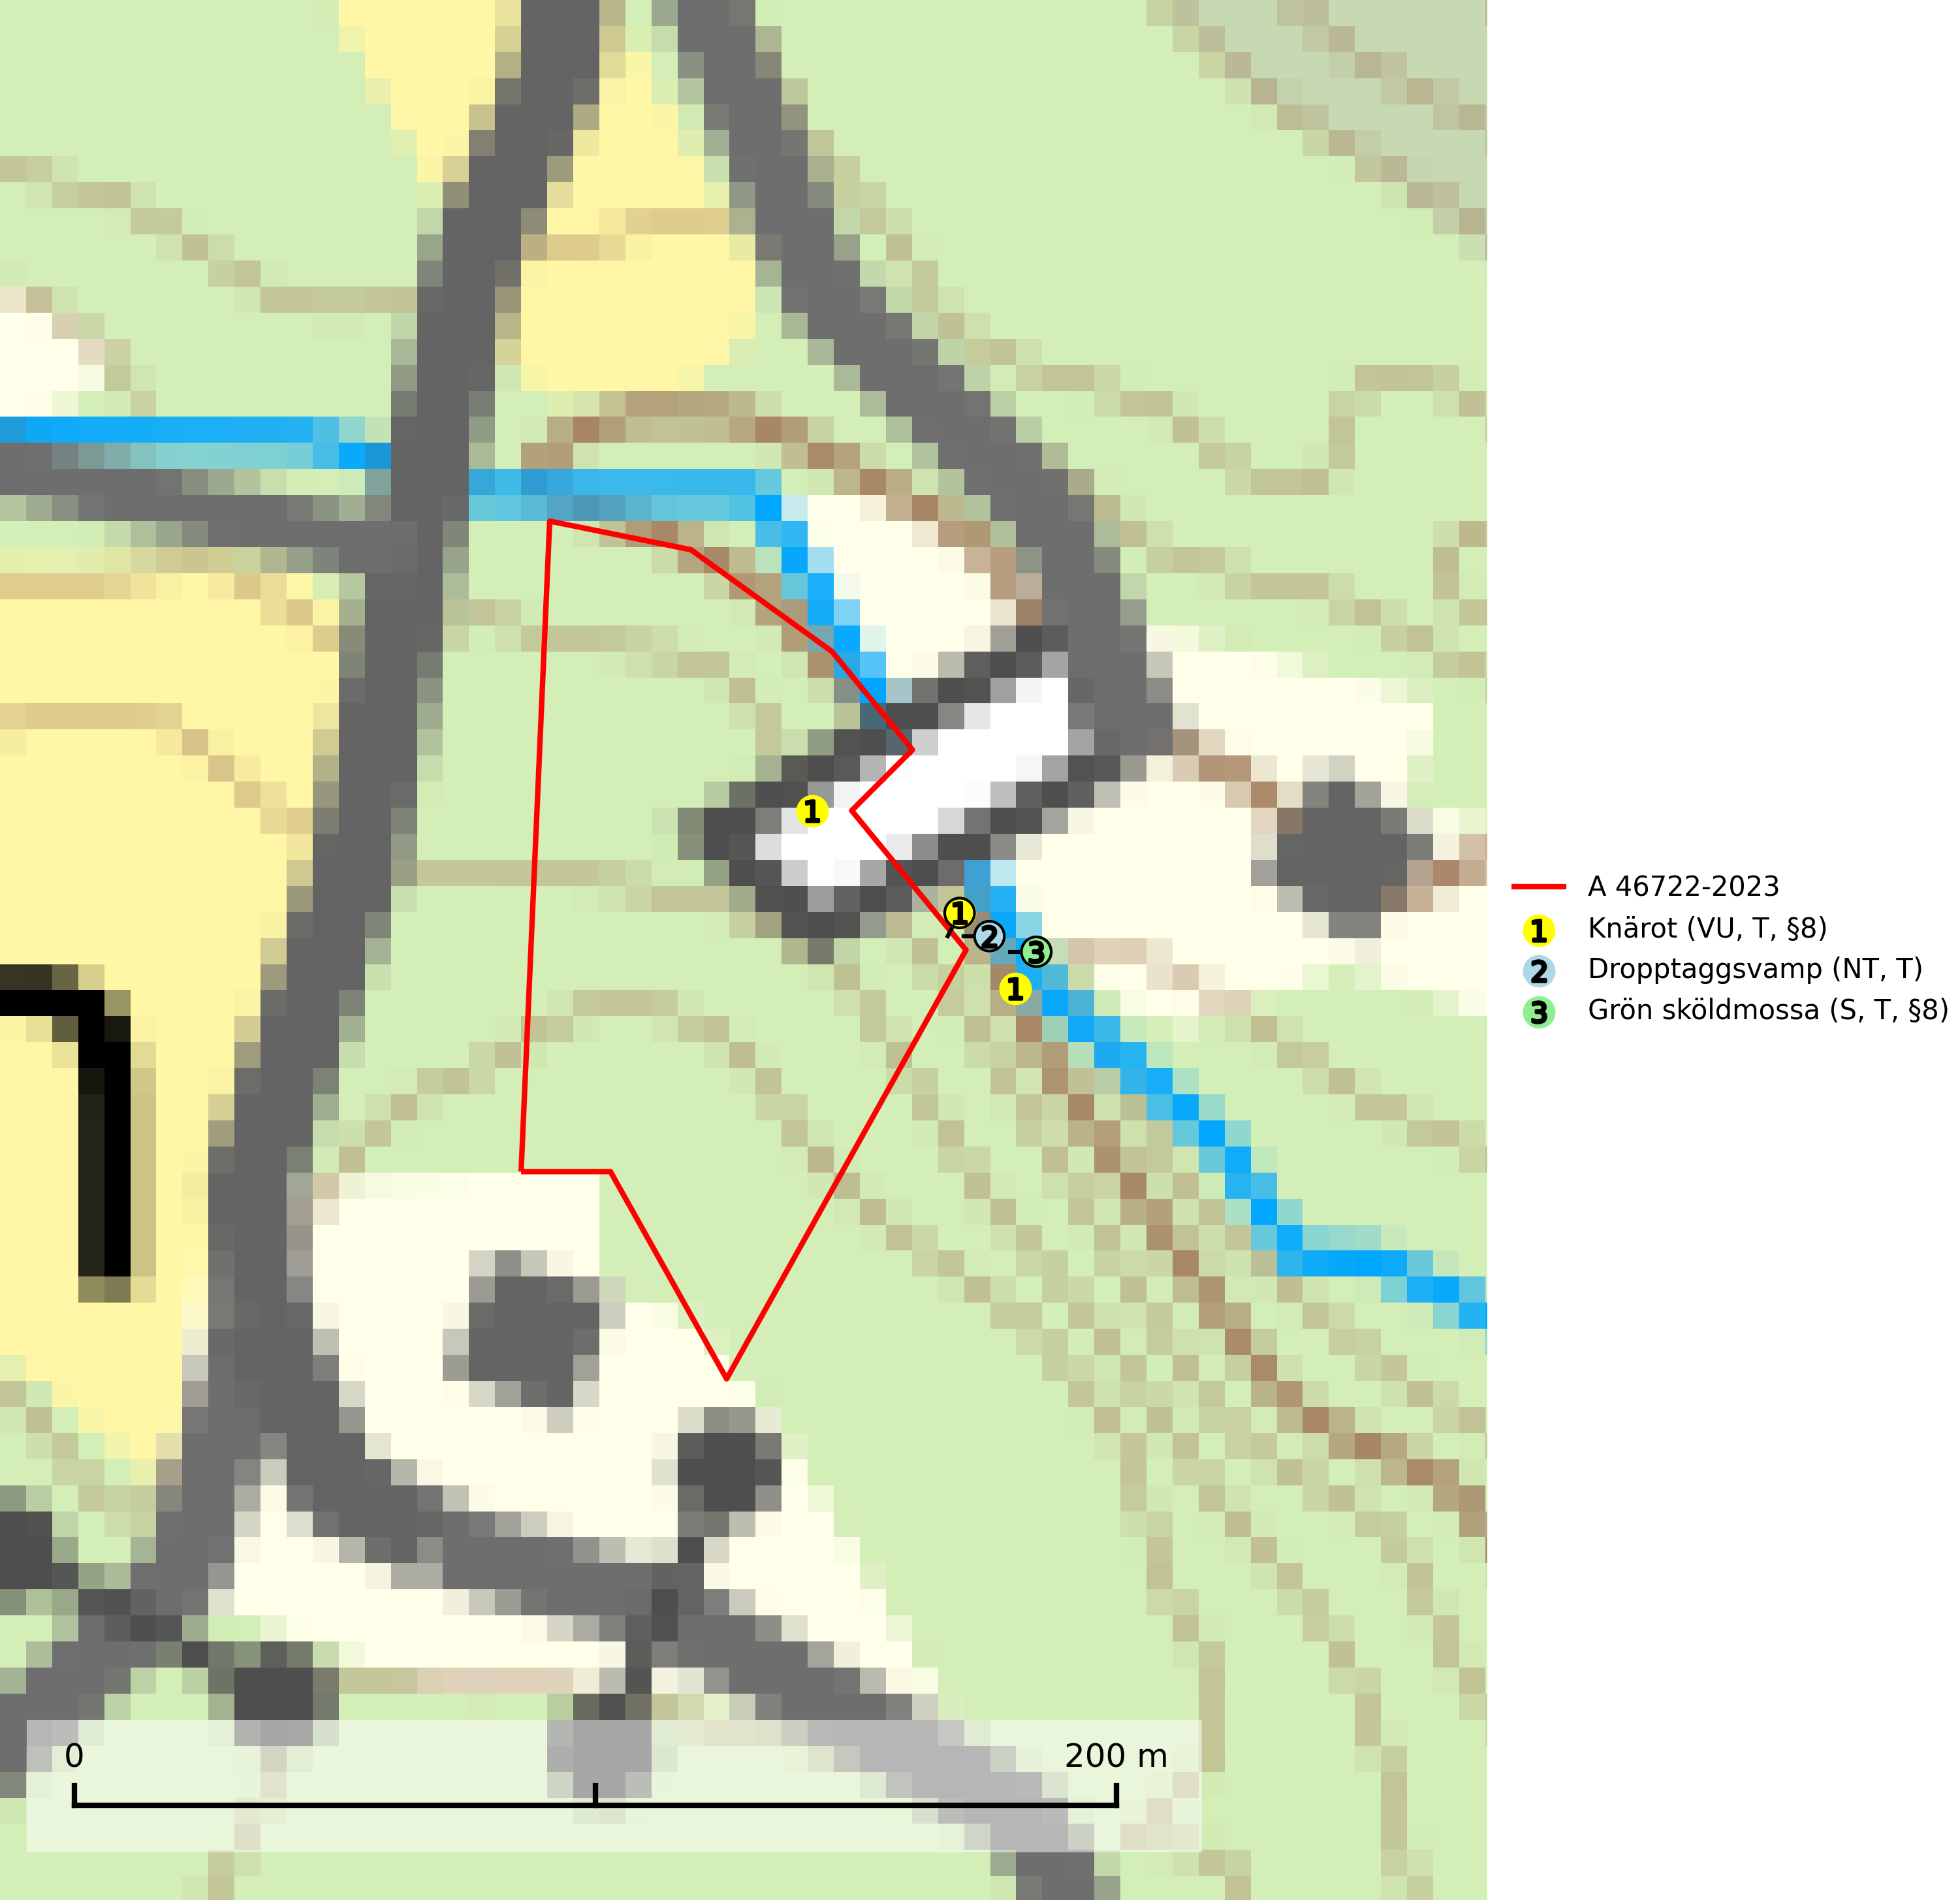 1
1
2
3
1
A 46722-2023
1 Knärot (VU, T, §8)
2 Dropptaggsvamp (NT, T)
3 Grön sköldmossa (S, T, §8)
0 200 m